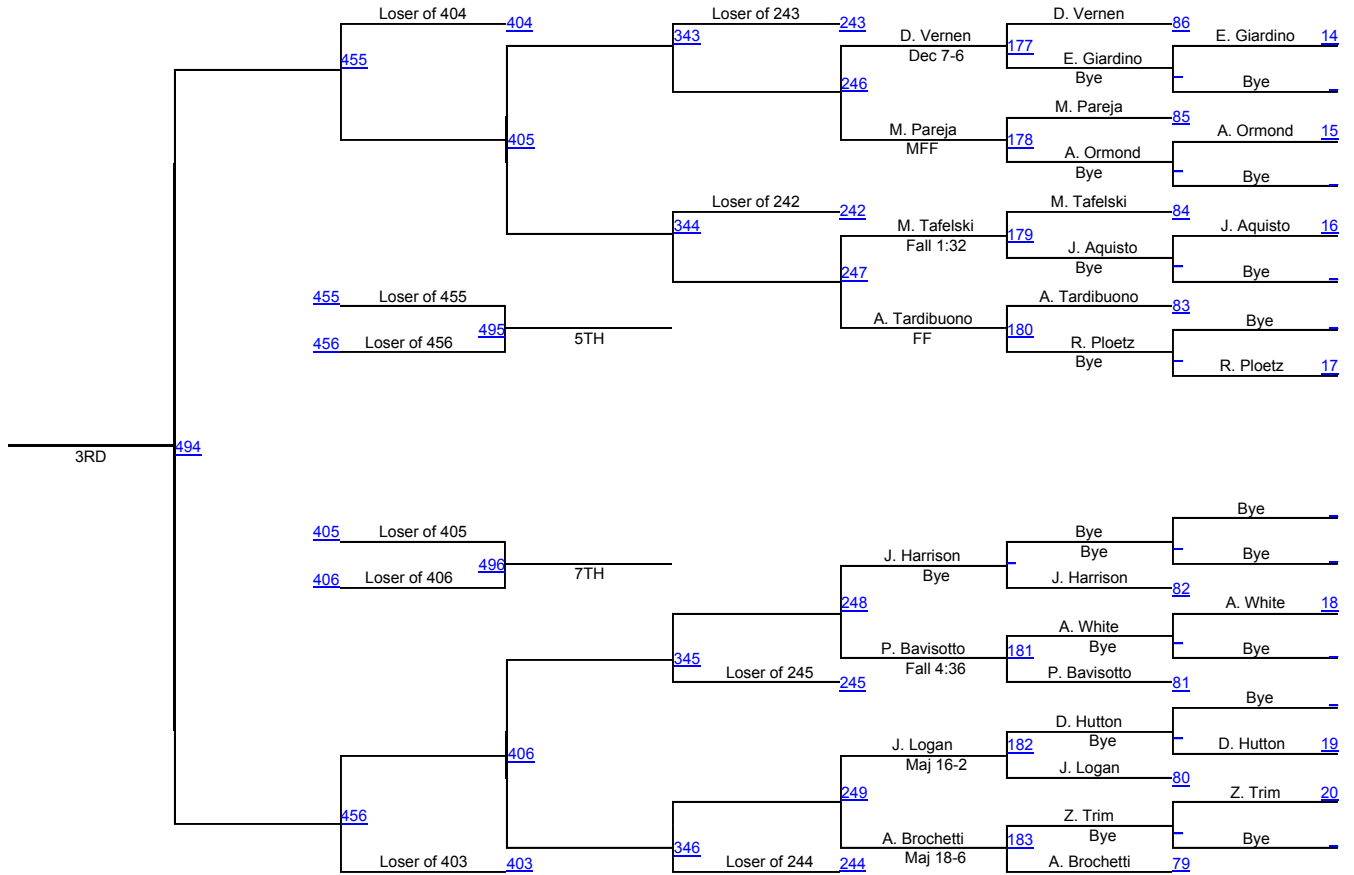 Loser of 404 404 Loser of 243 243 D. Vernen 86
343 D. Vernen 177 E. Giardino 14
455 Dec 7-6 E. Giardino
Bye Bye
246
M. Pareja 85
405 M. Pareja 178 A. Ormond 15
MFF A. Ormond
Bye Bye
Loser of 242 242 M. Tafelski 84
344 M. Tafelski 179 J. Aquisto 16
Fall 1:32 J. Aquisto
247 Bye Bye
455 Loser of 455 A. Tardibuono 83
495 5TH A. Tardibuono 180 Bye
456 Loser of 456 FF R. Ploetz
Bye R. Ploetz 17
494
3RD
Bye
405 Loser of 405 Bye
496 7TH J. Harrison Bye Bye
406 Loser of 406 Bye J. Harrison 82
248 A. White 18
A. White
345 P. Bavisotto 181 Bye Bye
Loser of 245 245 Fall 4:36 P. Bavisotto 81
Bye
D. Hutton
406 J. Logan 182 Bye D. Hutton 19
Maj 16-2 J. Logan 80
249 Z. Trim 20
456 Z. Trim
346 A. Brochetti 183 Bye Bye
Loser of 403 403 Loser of 244 244 Maj 18-6 A. Brochetti 79